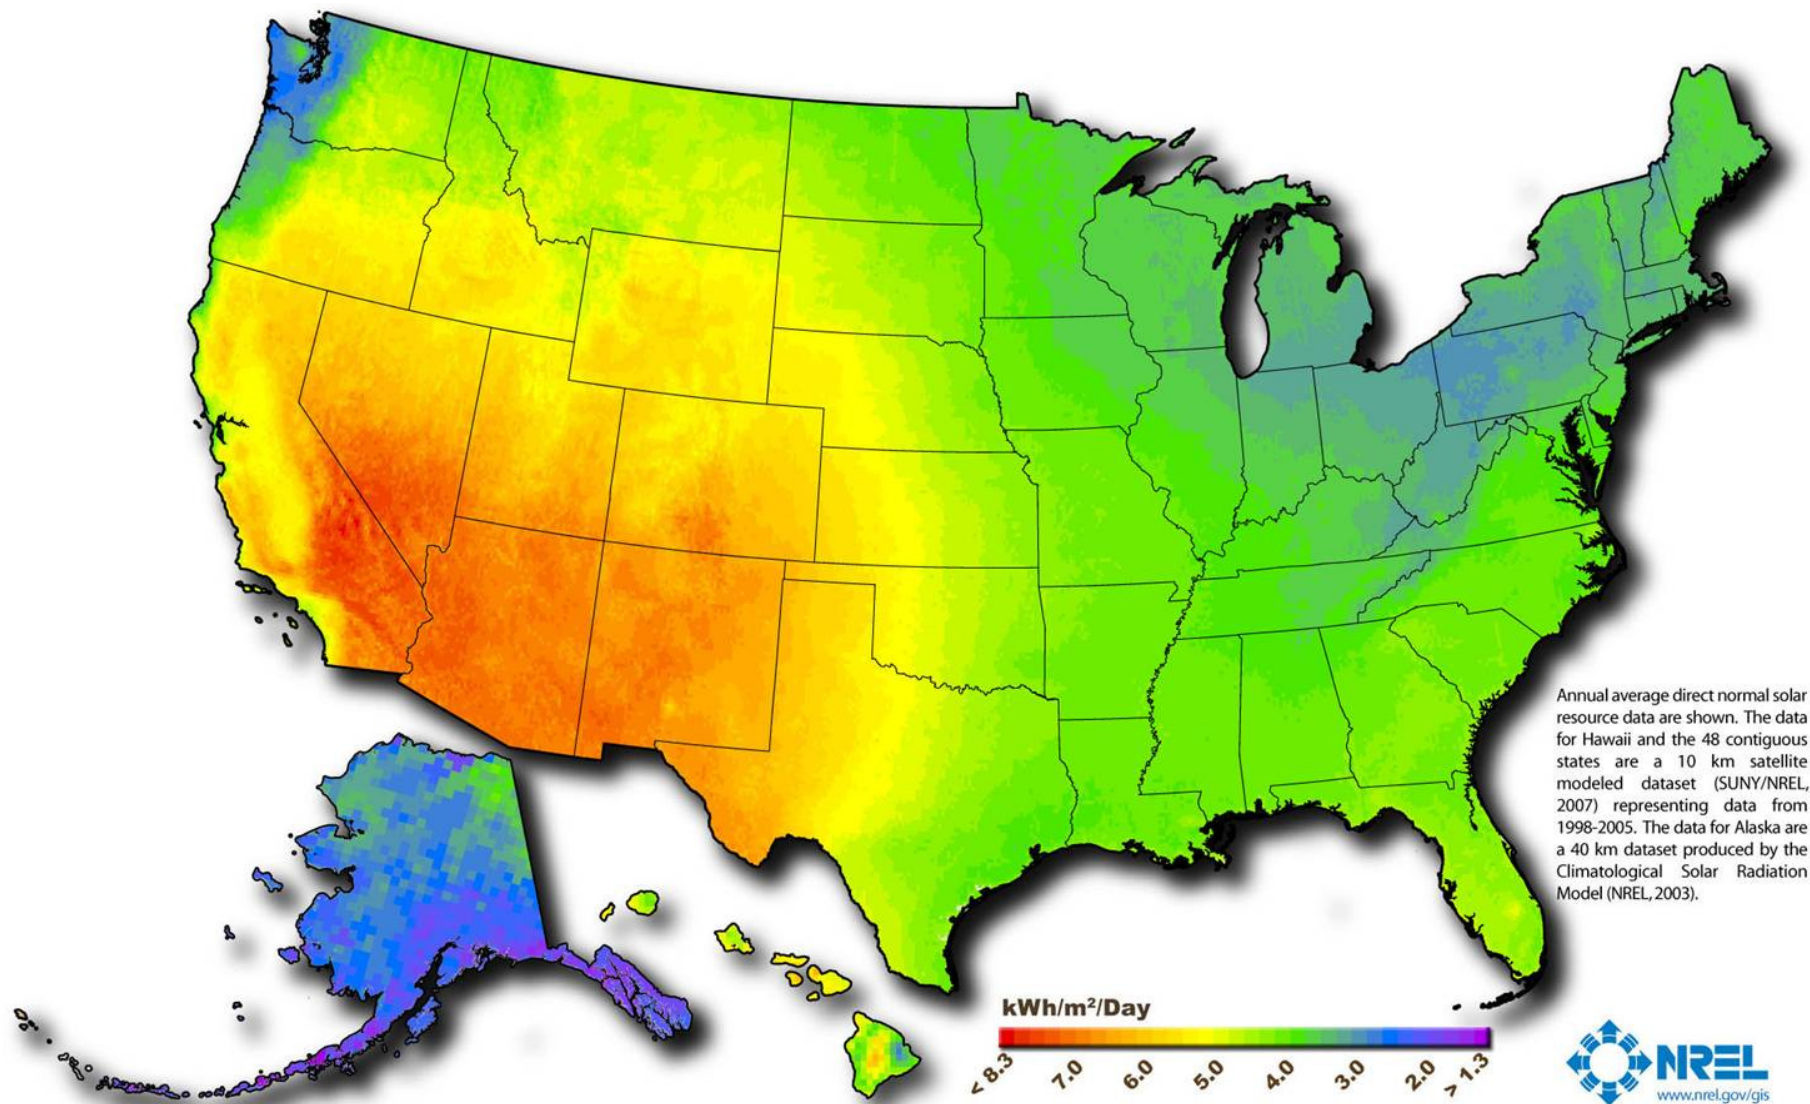 Annual average direct normal solar
resource data are shown. The data
for Hawaii and the 48 contiguous
states are a 10 km satellite
modeled dataset (SUNY/NREL,
2007) representing data from
1998-2005. The data for Alaska are
a 40 km dataset produced by the
Climatological Solar Radiation
Model (NREL, 2003).
kWh/m²/Day
< 8.3
7.0
6.0
5.0
4.0
3.0
2.0
> 1.3
NREL
www.nrel.gov/gis